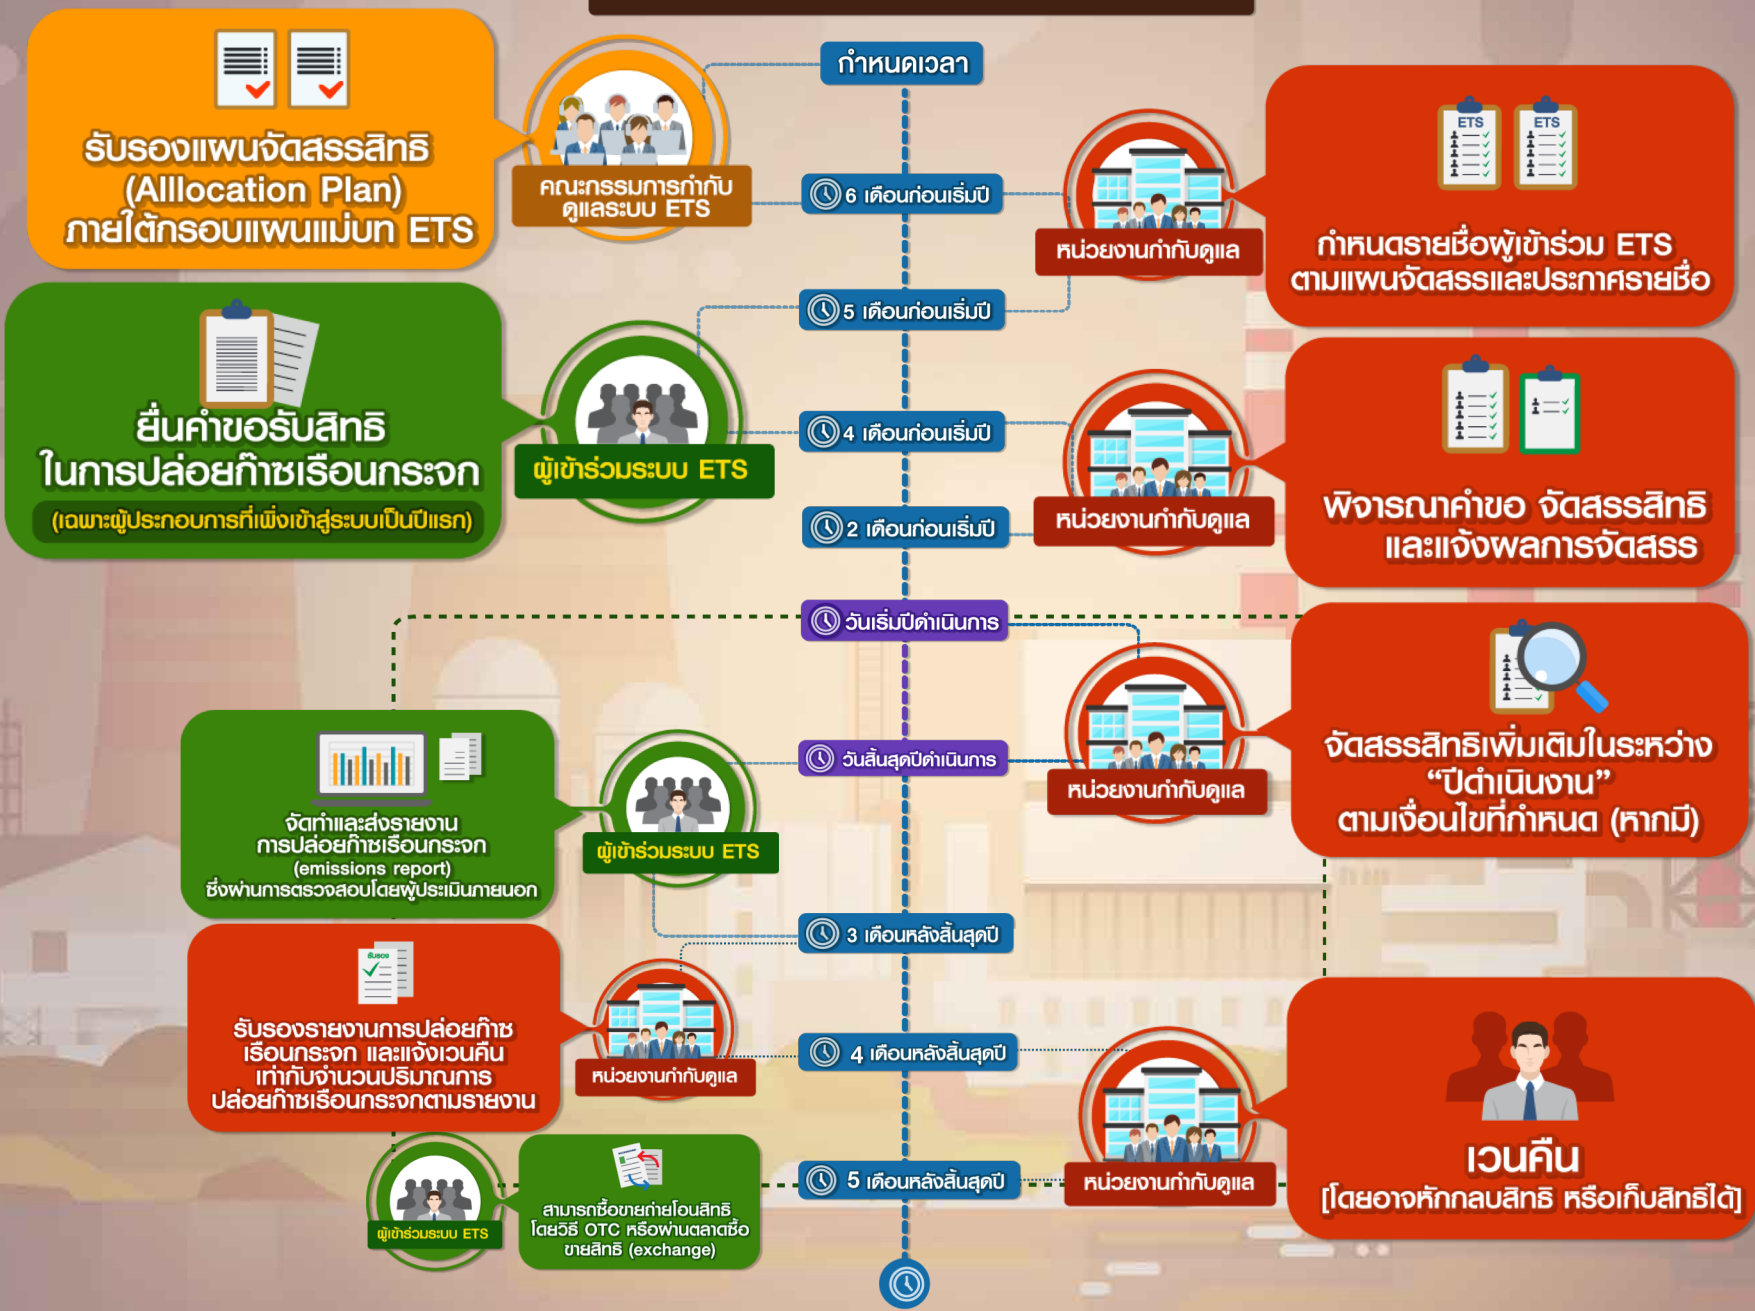 กำหนดเวลา
รับรองแผนจัดสรรสิทธิ
(Alllocation Plan)
ภายใต้กรอบแผนแม่บท ETS
คณะกรรมการกำกับ
ดูแลระบบ ETS
6 เดือนก่อนเริ่มปี
หน่วยงานกำกับดูแล
ETS
ETS
กำหนดรายชื่อผู้เข้าร่วม ETS
ตามแผนจัดสรรและประกาศรายชื่อ
5 เดือนก่อนเริ่มปี
ยื่นคำขอรับสิทธิ
ในการปล่อยก๊าซเรือนกระจก
(เฉพาะผู้ประกอบการที่เพิ่งเข้าสู่ระบบเป็นปีแรก)
ผู้เข้าร่วมระบบ ETS
4 เดือนก่อนเริ่มปี
2 เดือนก่อนเริ่มปี
หน่วยงานกำกับดูแล
พิจารณาคำขอ จัดสรรสิทธิ
และแจ้งผลการจัดสรร
วันเริ่มปีดำเนินการ
วันสิ้นสุดปีดำเนินการ
หน่วยงานกำกับดูแล
จัดสรรสิทธิเพิ่มเติมในระหว่าง
“ปีดำเนินงาน”
ตามเงื่อนไขที่กำหนด (หากมี)
จัดทำและส่งรายงาน
การปล่อยก๊าซเรือนกระจก
(emissions report)
ซึ่งผ่านการตรวจสอบโดยผู้ประเมินภายนอก
ผู้เข้าร่วมระบบ ETS
3 เดือนหลังสิ้นสุดปี
รับรอง
รับรองรายงานการปล่อยก๊าซ
เรือนกระจก และแจ้งเวนคืน
เท่ากับจำนวนปริมาณการ
ปล่อยก๊าซเรือนกระจกตามรายงาน
หน่วยงานกำกับดูแล
4 เดือนหลังสิ้นสุดปี
5 เดือนหลังสิ้นสุดปี
หน่วยงานกำกับดูแล
เวนคืน
[โดยอาจหักกลบสิทธิ หรือเก็บสิทธิได้]
ผู้เข้าร่วมระบบ ETS
สามารถซื้อขายถ่ายโอนสิทธิ
โดยวิธี OTC หรือผ่านตลาดซื้อ
ขายสิทธิ (exchange)